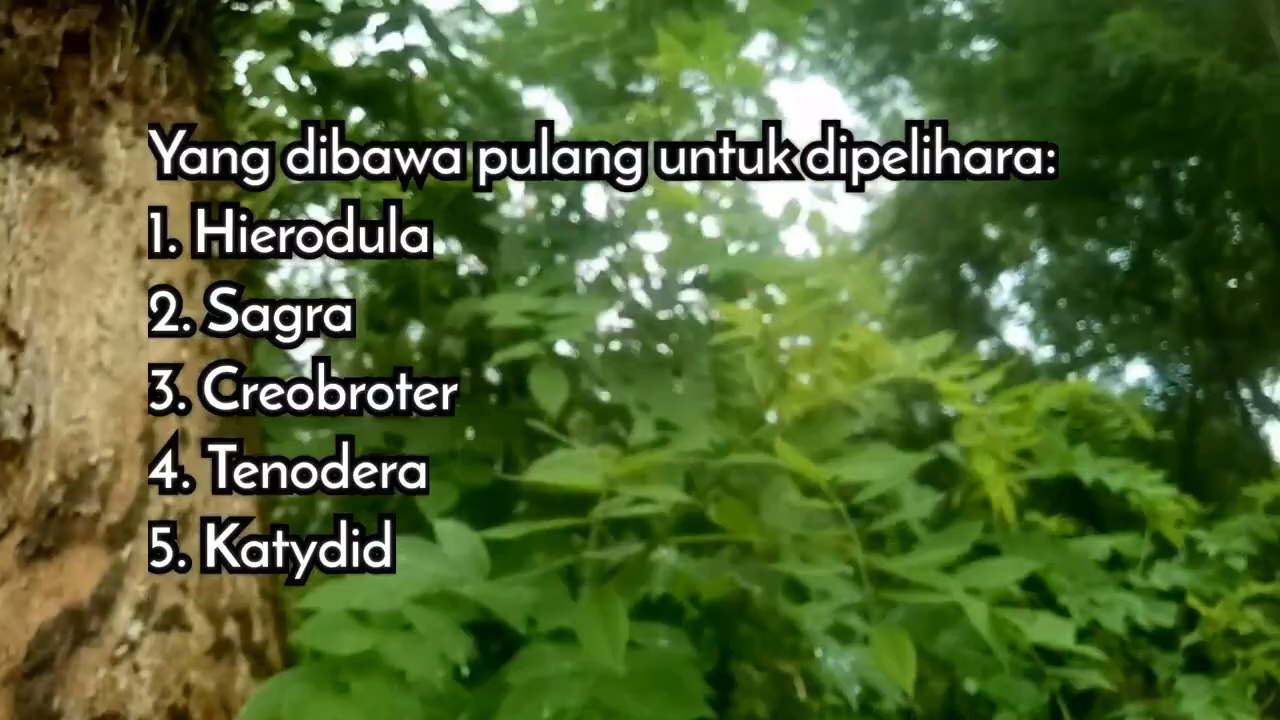 Yang dibawa pulang untuk dipelihara:
1. Hierodula
2. Sagra
3. Creobroter
4. Tenodera
5. Katydid